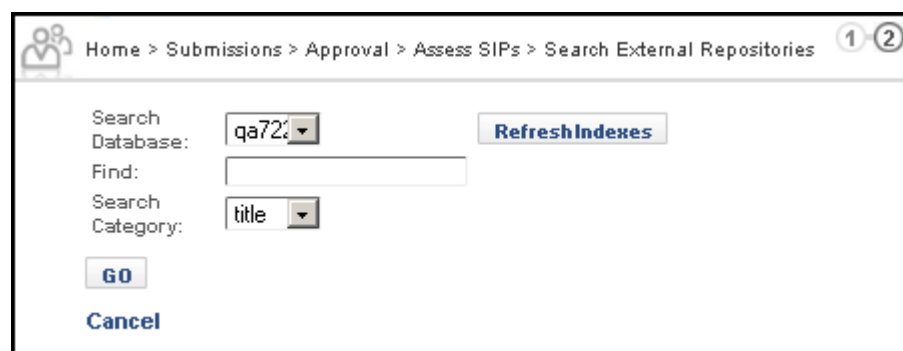 Home > Submissions > Approval > Assess SIPs > Search External Repositories 1 2
Search
Database: qa722 RefreshIndexes
Find:
Search
Category: title
GO
Cancel